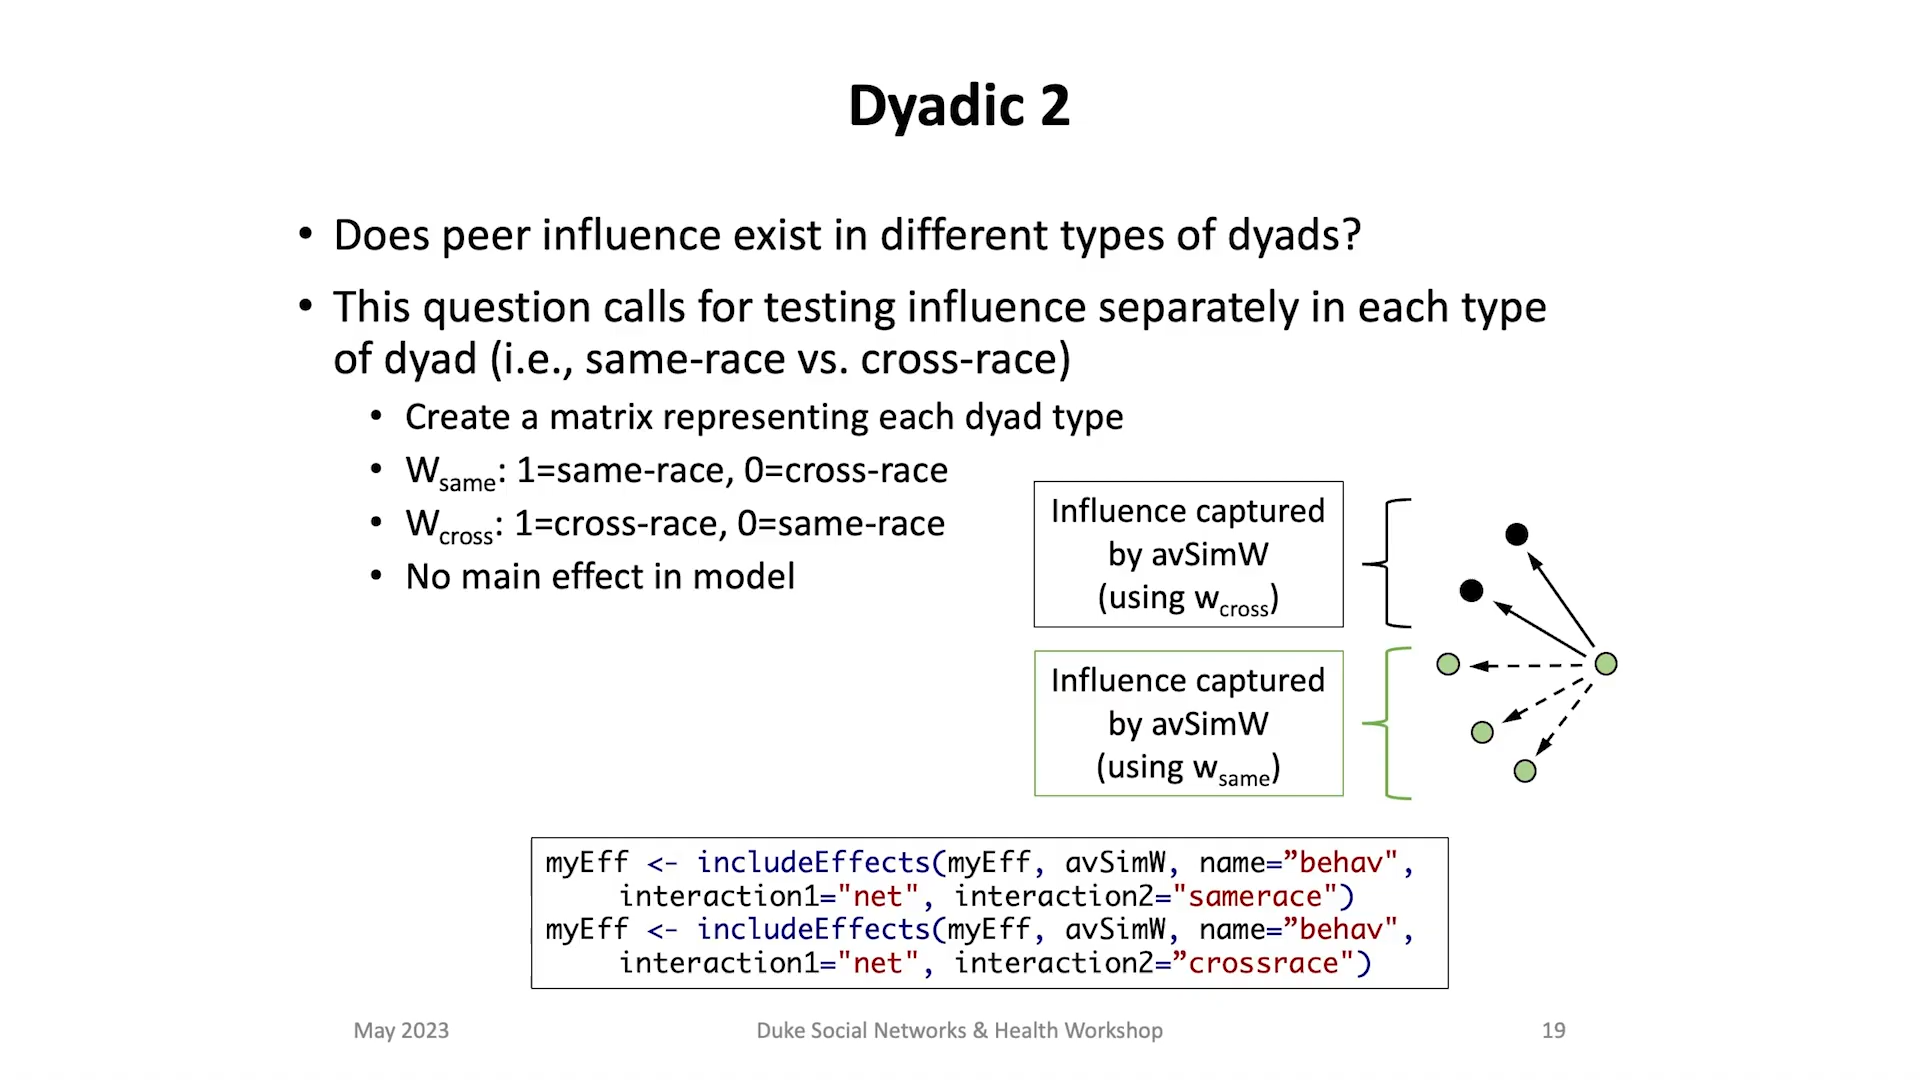 Dyadic 2
• Does peer influence exist in different types of dyads?
• This question calls for testing influence separately in each type
of dyad (i.e., same-race vs. cross-race)
• Create a matrix representing each dyad type
• Wsame: 1=same-race, 0=cross-race
• Wcross: 1=cross-race, 0=same-race
• No main effect in model
Influence captured
by avSimW
(using wcross)
Influence captured
by avSimW
(using wsame)
myEff <- includeEffects(myEff, avSimW, name=”behav",
interaction1="net", interaction2="samerace")
myEff <- includeEffects(myEff, avSimW, name=”behav",
interaction1="net", interaction2=”crossrace")
May 2023
Duke Social Networks & Health Workshop
19